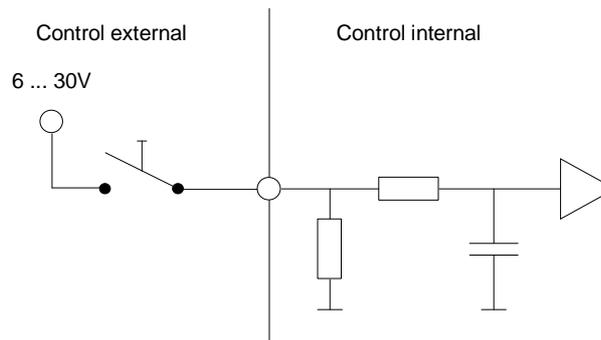 Control external
Control internal
6 ... 30V